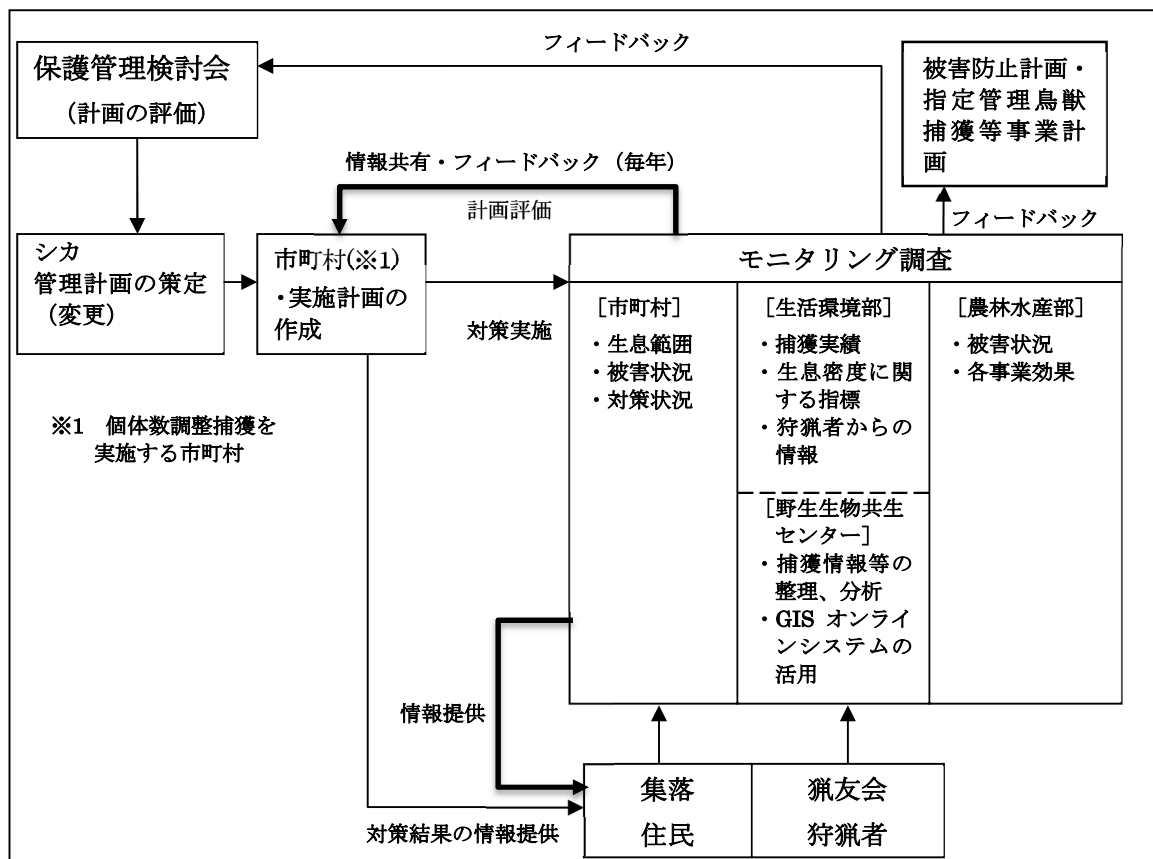 フィードバック
保護管理検討会
(計画の評価)
被害防止計画・
指定管理鳥獣
捕獲等事業計
画
情報共有・フィードバック(毎年)
計画評価
フィードバック
シカ
管理計画の策定
(変更)
市町村(※1)
・実施計画の
作成
対策実施
モニタリング調査
[市町村]
・生息範囲
・被害状況
・対策状況
[生活環境部]
・捕獲実績
・生息密度に関
する指標
・狩猟者からの
情報
[農林水産部]
・被害状況
・各事業効果
※1 個体数調整捕獲を
実施する市町村
[野生生物共生
センター]
・捕獲情報等の
整理、分析
・GIS オンライ
ンシステムの
活用
情報提供
対策結果の情報提供
集落
住民
猟友会
狩猟者